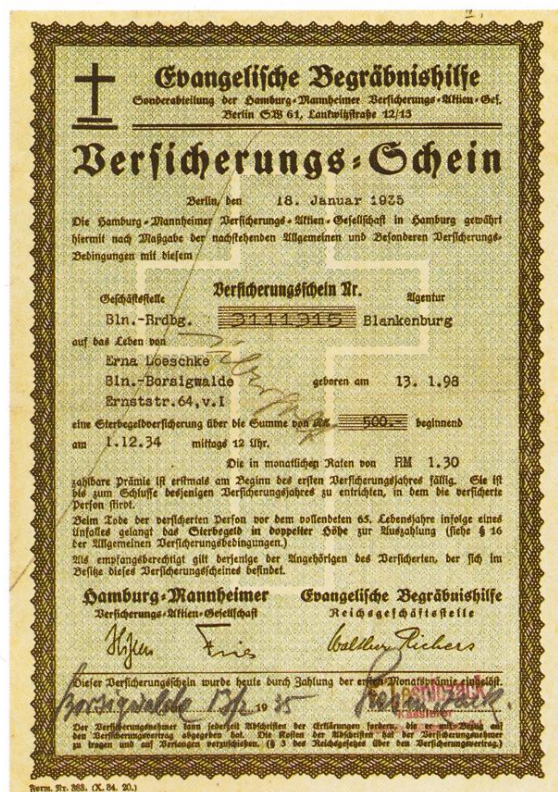 Evangelische Begräbnishilfe
Sonderabteilung der Hamburg-Mannheimer Versicherungs-Aktien-Ges.
Berlin SW 61, Lankwitzstraße 12/13
Versicherungs-Schein
Berlin, den 18. Januar 1935
Die Hamburg-Mannheimer Versicherungs-Aktien-Gesellschaft in Hamburg gewährt
hiermit nach Maßgabe der nachstehenden Allgemeinen und Besonderen Versicherungs-
Bedingungen mit diesem
Versicherungsschein Nr.
Geschäftsstelle Agentur
Bln.-Brdbg. 3111315 Blankenburg
auf das Leben von
Erna Loeschke
Bln.-Borsigwalde geboren am 13. 1.98
Ernststr.64,v.I
eine Sterbegeldversicherung über die Summe von RM. 500.- beginnend
am 1.12.34 mittags 12 Uhr.
Die in monatlichen Raten von RM 1.30
zahlbare Prämie ist erstmals am Beginn des ersten Versicherungsjahres fällig. Sie ist
bis zum Schlusse desjenigen Versicherungsjahres zu entrichten, in dem die versicherte
Person stirbt.
Beim Tode der versicherten Person vor dem vollendeten 65. Lebensjahre infolge eines
Unfalles gelangt das Sterbegeld in doppelter Höhe zur Auszahlung (siehe § 16
der Allgemeinen Versicherungsbedingungen.)
Als empfangsberechtigt gilt derjenige der Angehörigen des Versicherten, der sich im
Besitze dieses Versicherungsscheines befindet.
Hamburg-Mannheimer Evangelische Begräbnishilfe
Versicherungs-Aktien-Gesellschaft Reichsgeschäftsstelle
Fries Walther Richers
Dieser Versicherungsschein wurde heute durch Zahlung der ersten Monatsprämie eingelöst.
Borsigwalde 1935
Kassierer
Der Versicherungsnehmer kann jederzeit Abschriften der Erklärungen fordern, die er mit Bezug auf
den Versicherungsvertrag abgegeben hat. Die Kosten der Abschriften hat der Versicherungsnehmer
zu tragen und auf Verlangen vorzuschießen. (§ 3 des Reichsgesetzes über den Versicherungsvertrag.)
Form. Nr. 363. (X. 34. 20.)